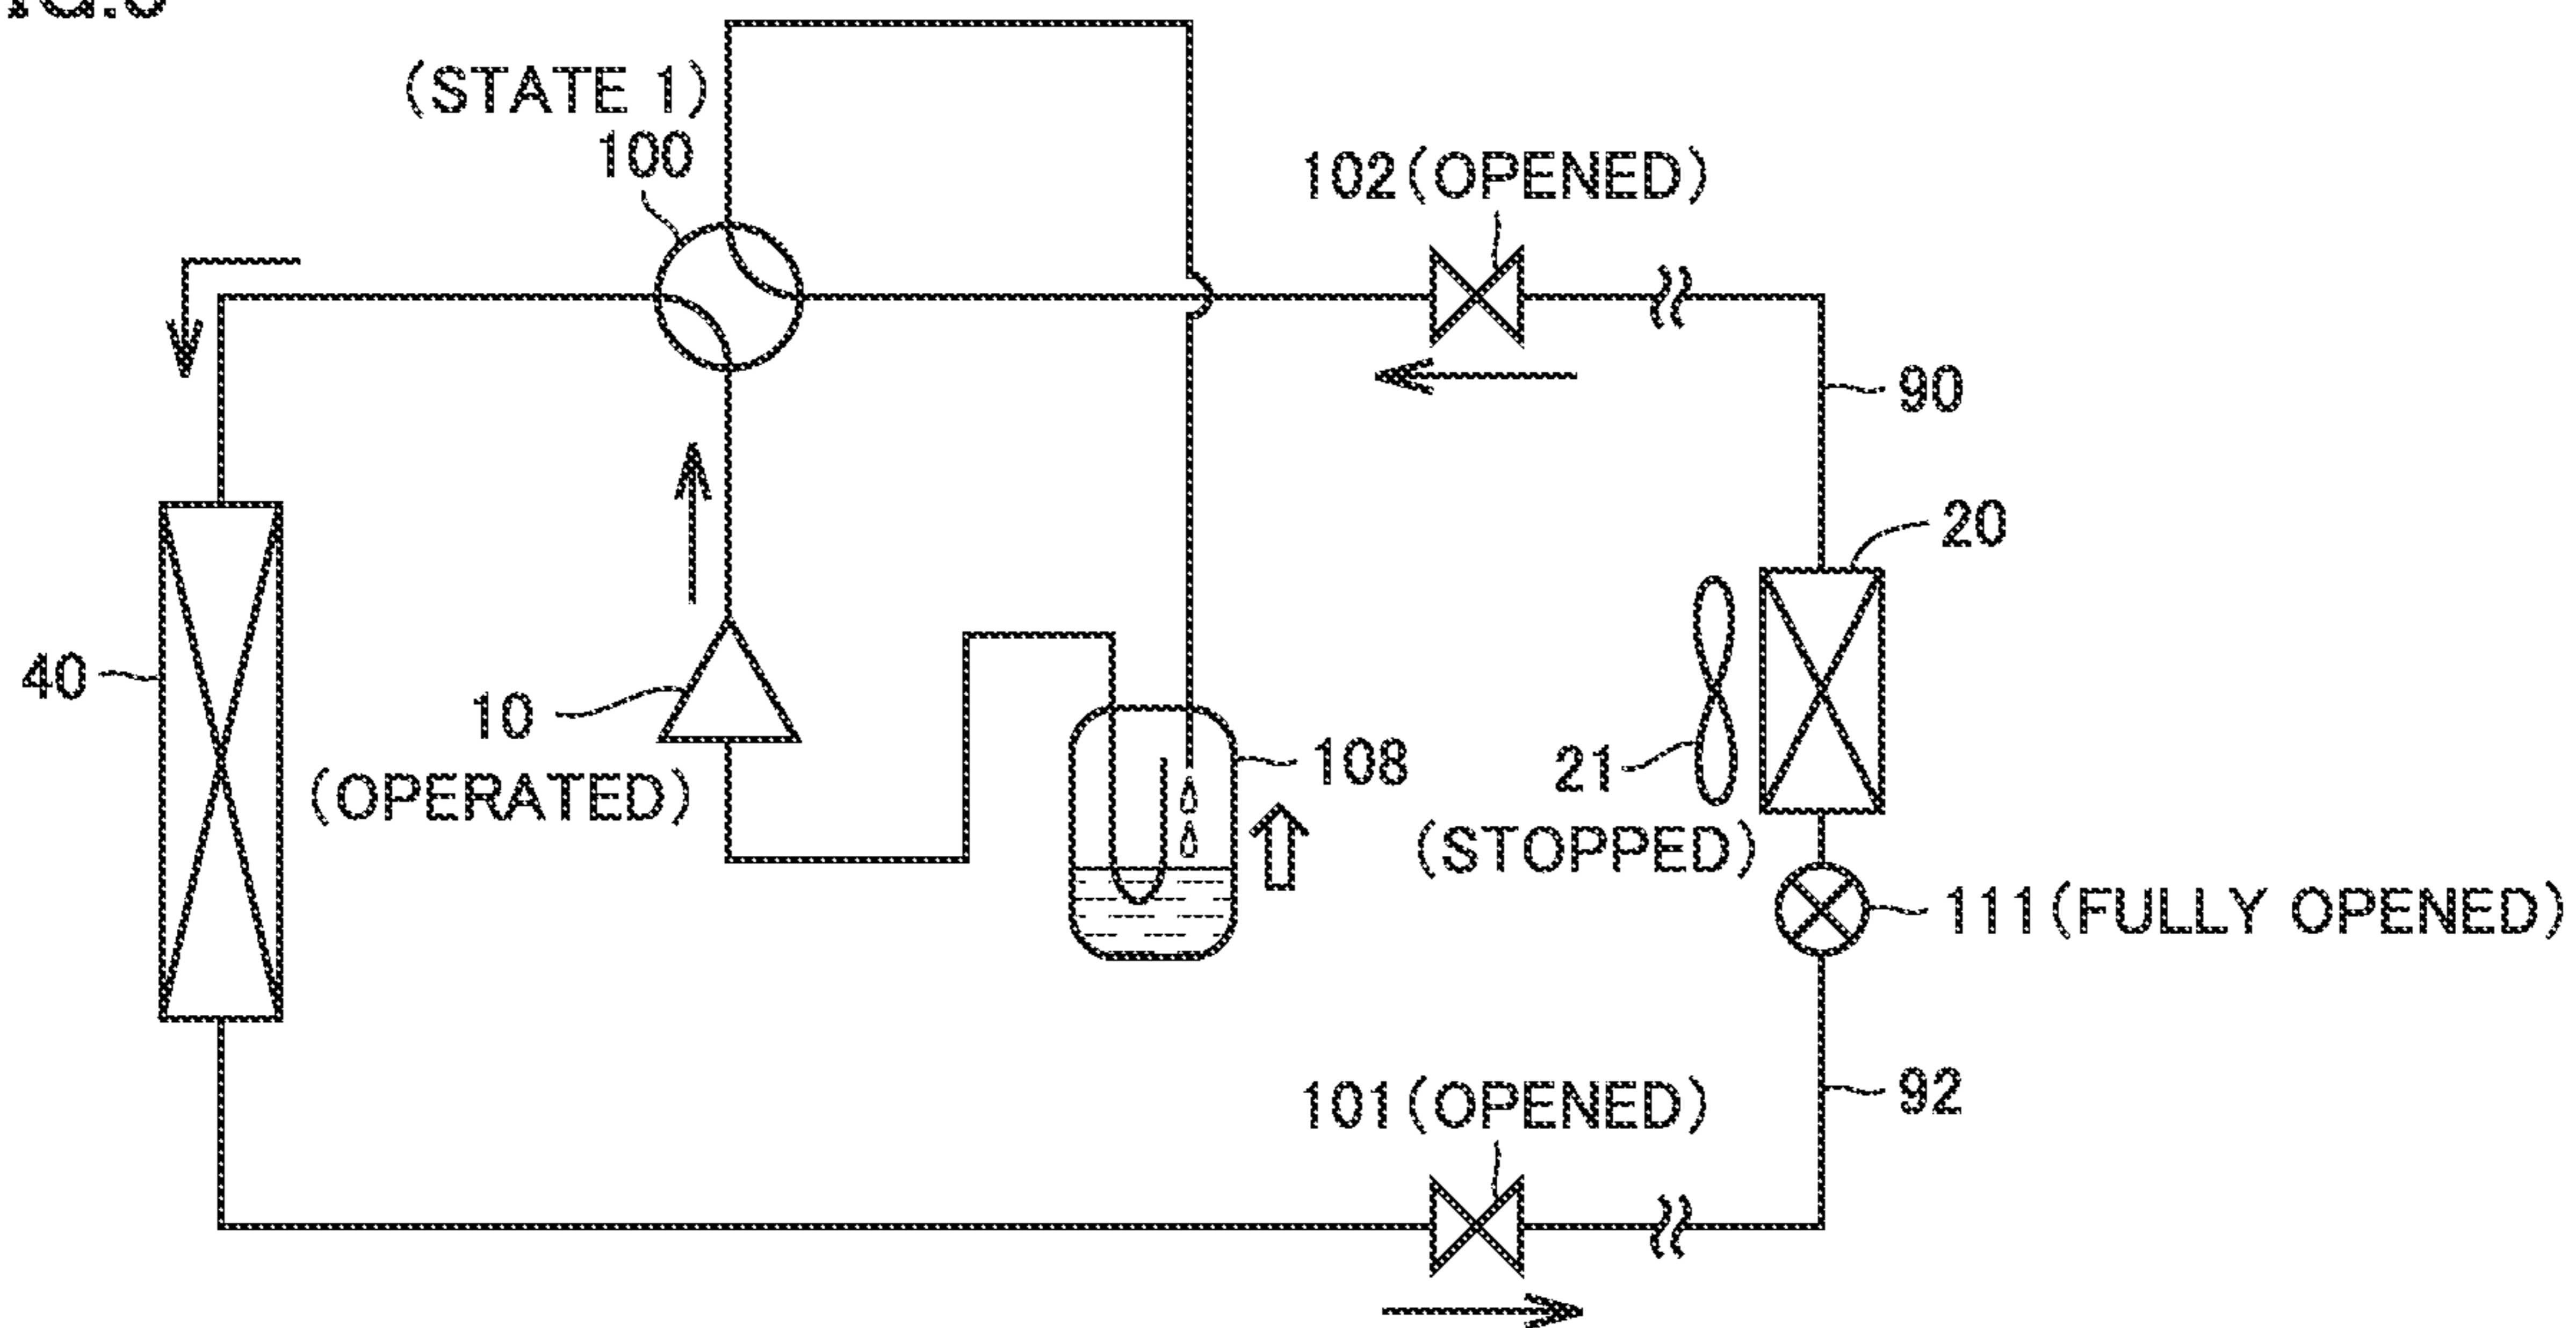 (STATE 1)
100
102(OPENED)
90
20
40
10
(OPERATED)
108
21
(STOPPED)
111(FULLY OPENED)
101(OPENED)
92